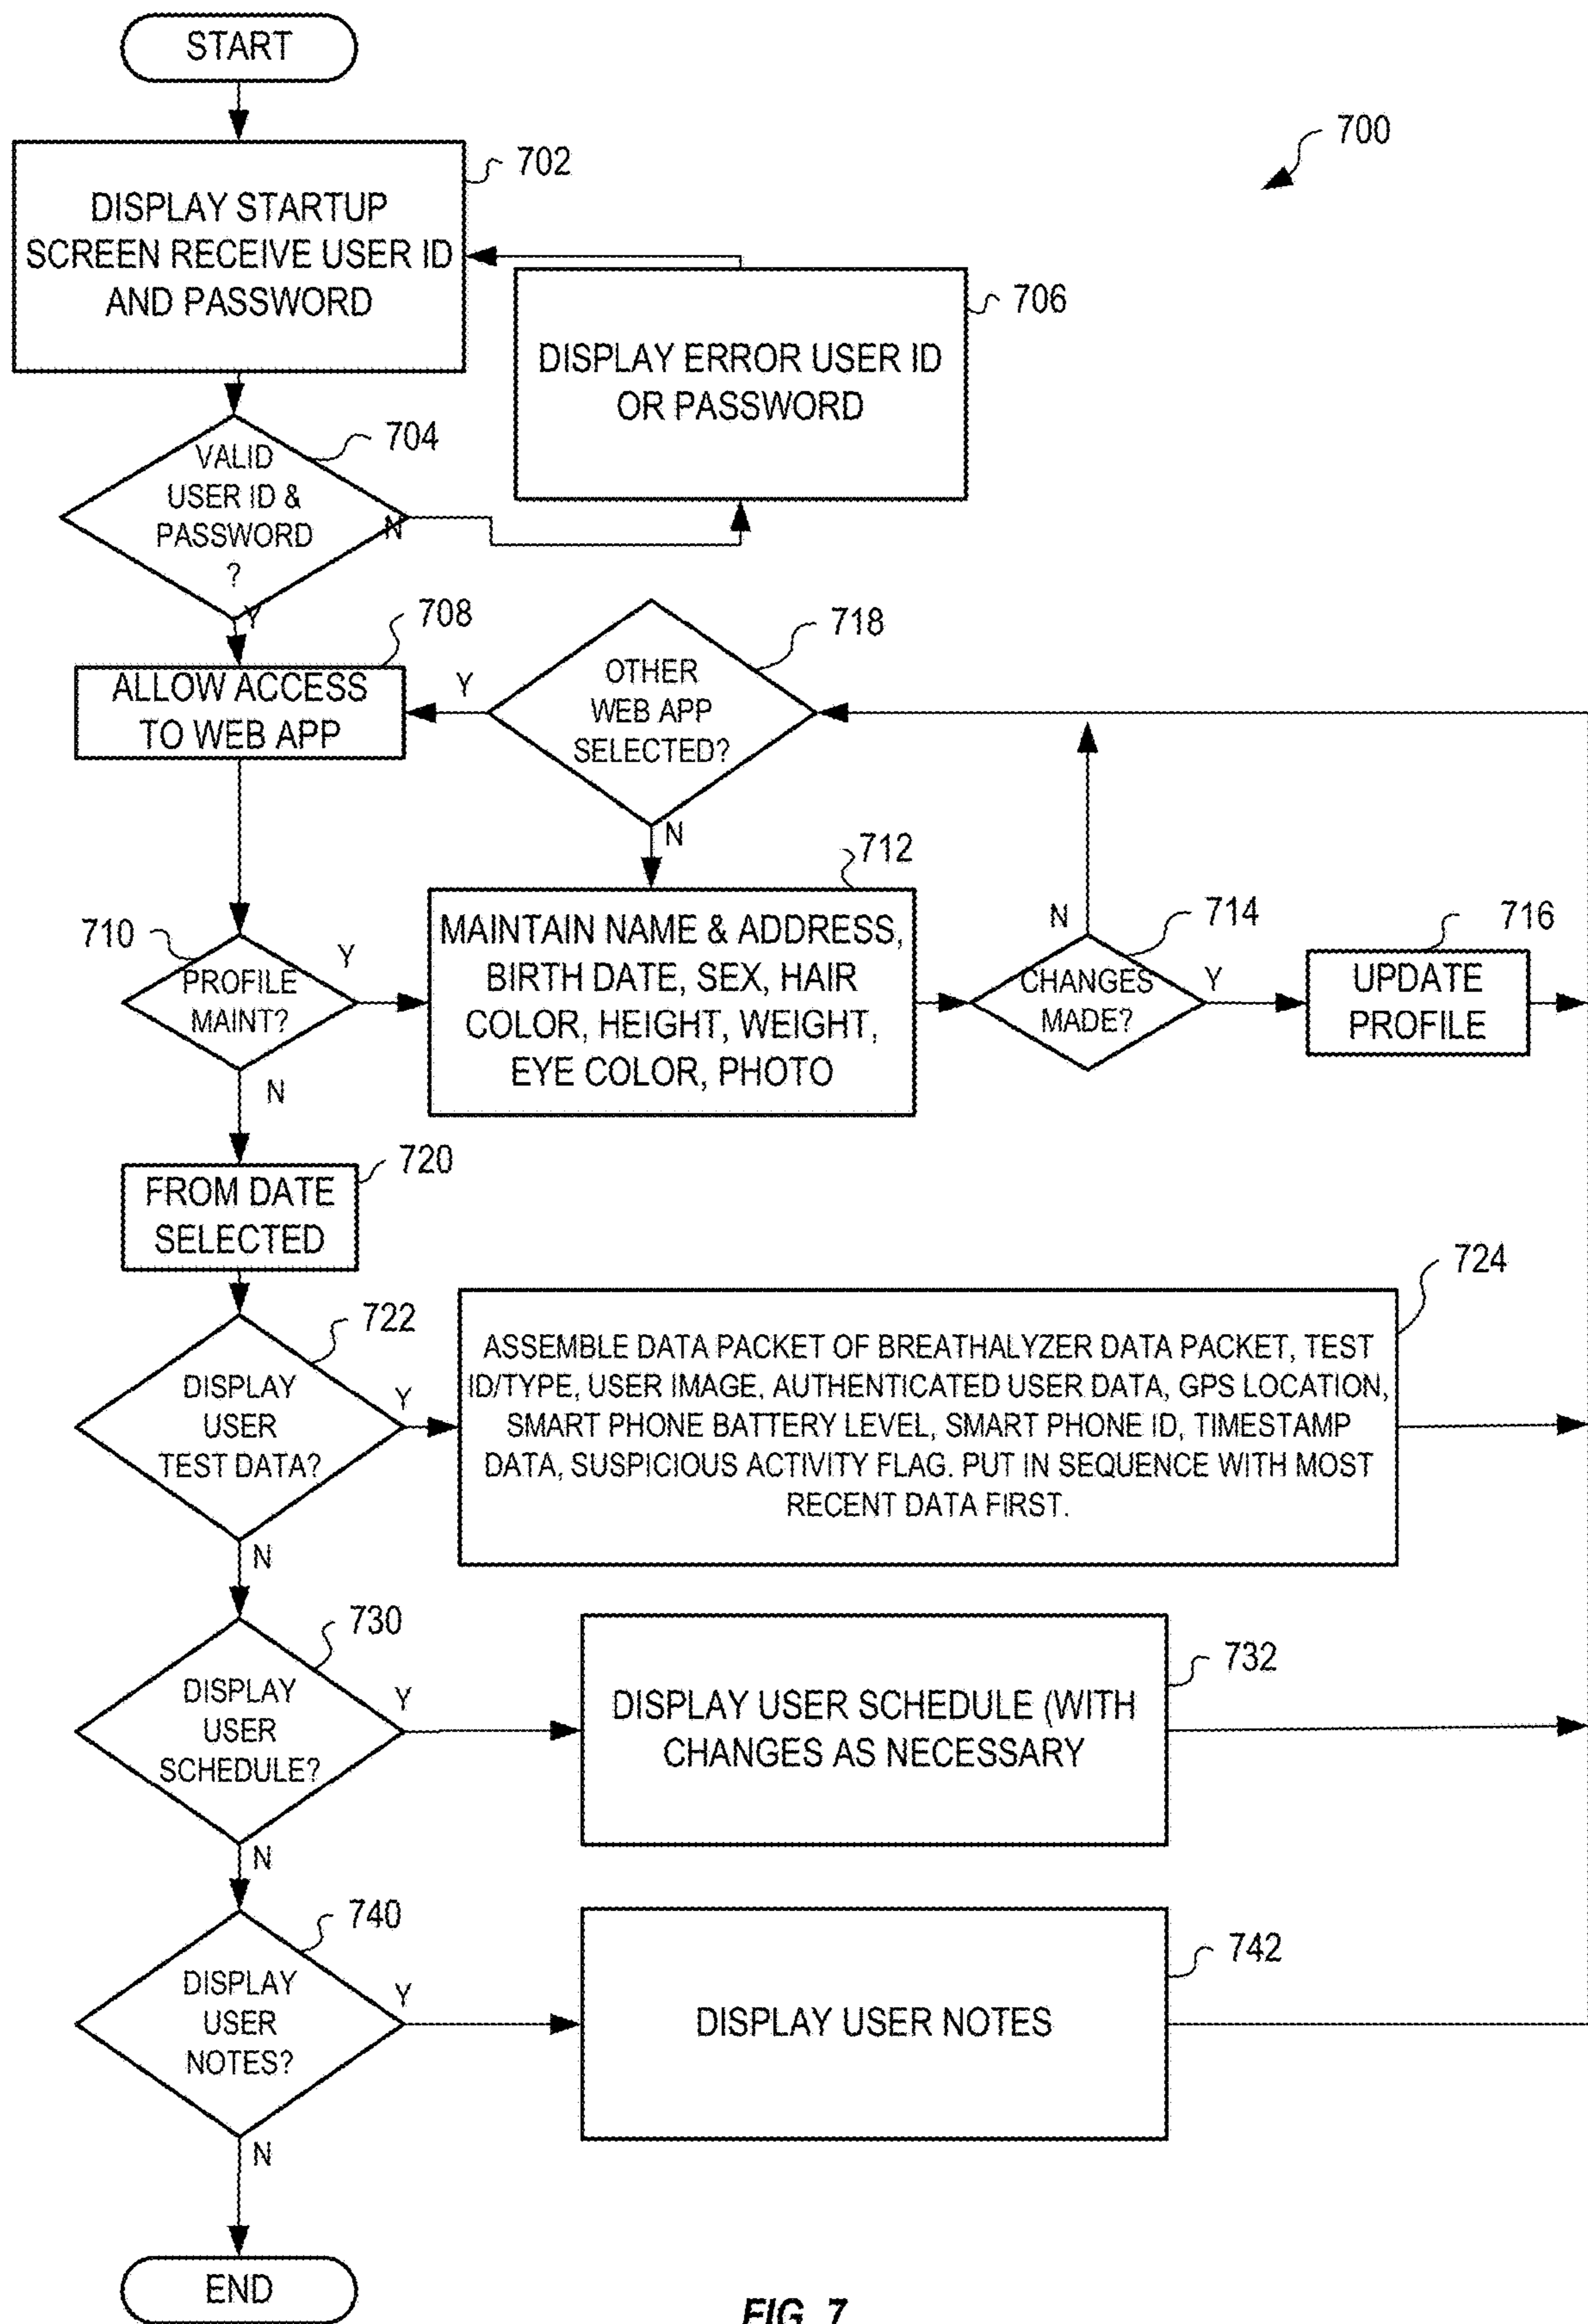 START
700
702
DISPLAY STARTUP
SCREEN RECEIVE USER ID
AND PASSWORD
706
DISPLAY ERROR USER ID
OR PASSWORD
704
VALID
USER ID &
PASSWORD
?
N
Y
708
ALLOW ACCESS
TO WEB APP
718
OTHER
WEB APP
SELECTED?
Y
N
710
PROFILE
MAINT?
Y
N
712
MAINTAIN NAME & ADDRESS,
BIRTH DATE, SEX, HAIR
COLOR, HEIGHT, WEIGHT,
EYE COLOR, PHOTO
714
CHANGES
MADE?
N
Y
716
UPDATE
PROFILE
720
FROM DATE
SELECTED
722
DISPLAY
USER
TEST DATA?
Y
N
724
ASSEMBLE DATA PACKET OF BREATHALYZER DATA PACKET, TEST
ID/TYPE, USER IMAGE, AUTHENTICATED USER DATA, GPS LOCATION,
SMART PHONE BATTERY LEVEL, SMART PHONE ID, TIMESTAMP
DATA, SUSPICIOUS ACTIVITY FLAG. PUT IN SEQUENCE WITH MOST
RECENT DATA FIRST.
730
DISPLAY
USER
SCHEDULE?
Y
N
732
DISPLAY USER SCHEDULE (WITH
CHANGES AS NECESSARY
740
DISPLAY
USER
NOTES?
Y
N
742
DISPLAY USER NOTES
END
FIG. 7